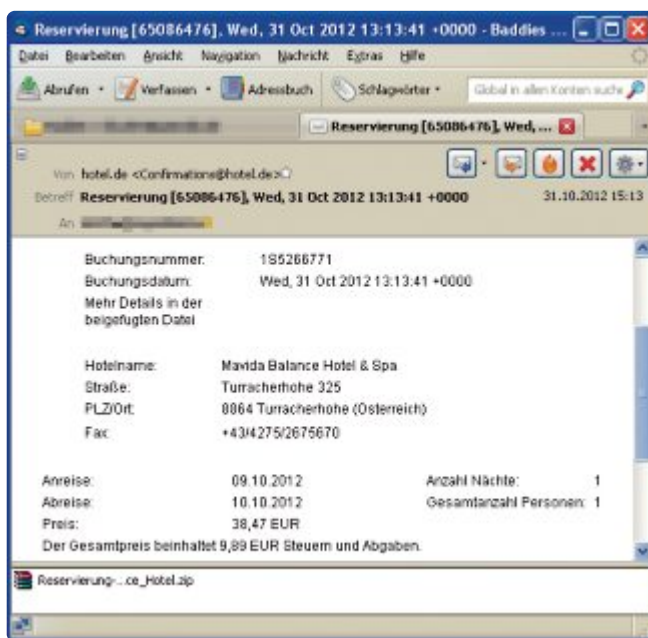 Reservierung [65086476], Wed, 31 Oct 2012 13:13:41 +0000 - Baddies ...
Datei Bearbeiten Ansicht Navigation Nachricht Extras Hilfe
Abrufen Verfassen Adressbuch Schlagwörter Global in allen Konten suche
Reservierung [65086476], Wed, ...
Von hotel.de <Confirmations@hotel.de>
Betreff Reservierung [65086476], Wed, 31 Oct 2012 13:13:41 +0000 31.10.2012 15:13
An
Buchungsnummer: 1S5266771
Buchungsdatum: Wed, 31 Oct 2012 13:13:41 +0000
Mehr Details in der
beigefugten Datei
Hotelname: Mavida Balance Hotel & Spa
Straße: Turracherhohe 325
PLZ/Ort: 8864 Turracherhohe (Osterreich)
Fax: +43/4275/2675670
Anreise: 09.10.2012 Anzahl Nächte: 1
Abreise: 10.10.2012 Gesamtanzahl Personen: 1
Preis: 38,47 EUR
Der Gesamtpreis beinhaltet 9,89 EUR Steuern und Abgaben.
Reservierung-...ce_Hotel.zip